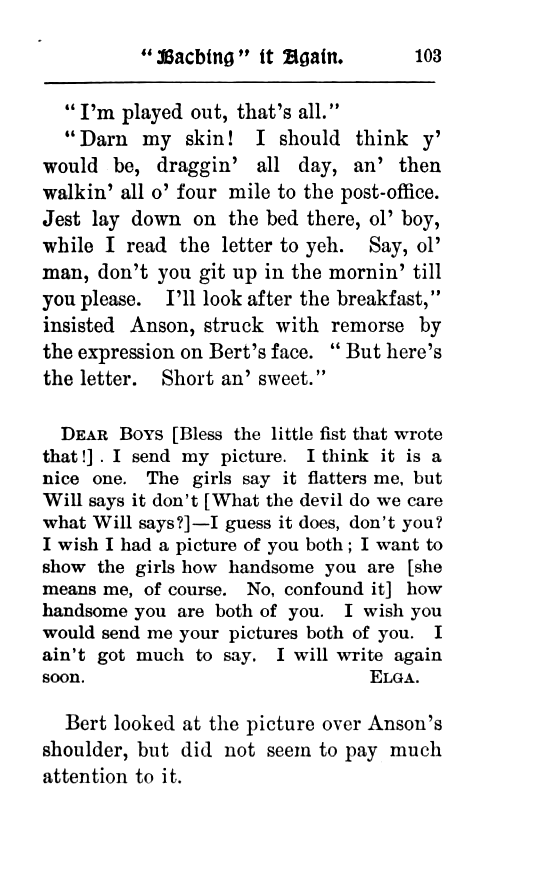 "Baching" it Again. 103
"I'm played out, that's all."
"Darn my skin! I should think y'
would be, draggin' all day, an' then
walkin' all o' four mile to the post-office.
Jest lay down on the bed there, ol' boy,
while I read the letter to yeh. Say, ol'
man, don't you git up in the mornin' till
you please. I'll look after the breakfast,"
insisted Anson, struck with remorse by
the expression on Bert's face. "But here's
the letter. Short an' sweet."
DEAR BOYS [Bless the little fist that wrote
that!]. I send my picture. I think it is a
nice one. The girls say it flatters me, but
Will says it don't [What the devil do we care
what Will says?]—I guess it does, don't you?
I wish I had a picture of you both; I want to
show the girls how handsome you are [she
means me, of course. No, confound it] how
handsome you are both of you. I wish you
would send me your pictures both of you. I
ain't got much to say. I will write again
soon. ELGA.
Bert looked at the picture over Anson's
shoulder, but did not seem to pay much
attention to it.